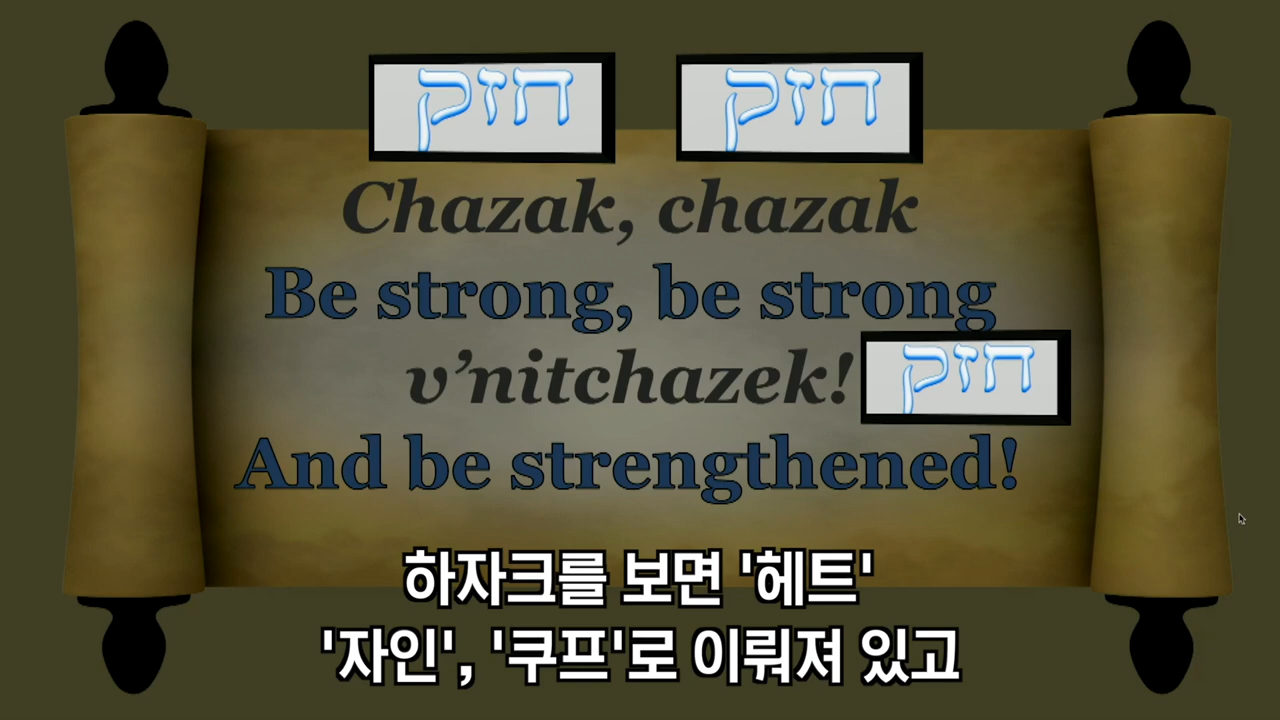 חזק חזק
Chazak, chazak
Be strong, be strong
v’nitchazek! חזק
And be strengthened!
하자크를 보면 '헤트'
'자인', '쿠프'로 이뤄져 있고